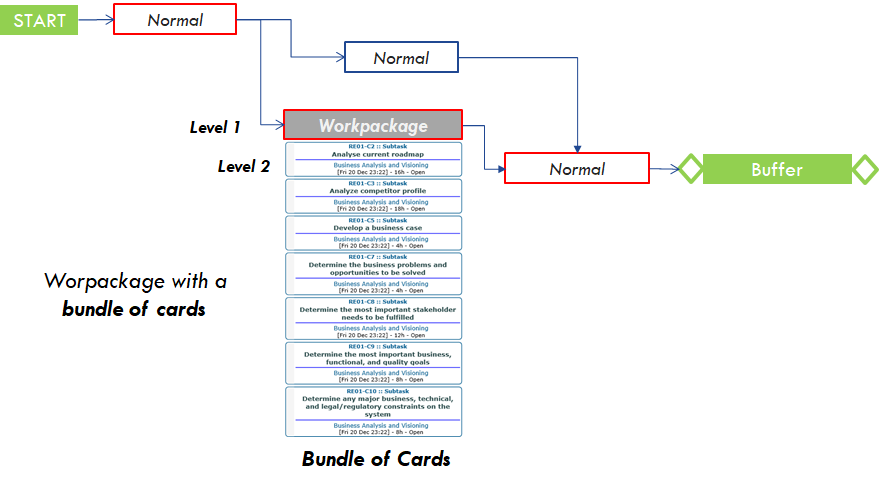 START
Normal
Normal
Level 1
Workpackage
Level 2
RE01-C2 :: Subtask
Analyse current roadmap
Business Analysis and Visioning
[Fri 20 Dec 23:22] - 16h - Open
RE01-C3 :: Subtask
Analyze competitor profile
Business Analysis and Visioning
[Fri 20 Dec 23:22] - 18h - Open
RE01-C5 :: Subtask
Develop a business case
Business Analysis and Visioning
[Fri 20 Dec 23:22] - 4h - Open
RE01-C7 :: Subtask
Determine the business problems and
opportunities to be solved
Business Analysis and Visioning
[Fri 20 Dec 23:22] - 4h - Open
RE01-C8 :: Subtask
Determine the most important stakeholder
needs to be fulfilled
Business Analysis and Visioning
[Fri 20 Dec 23:22] - 12h - Open
RE01-C9 :: Subtask
Determine the most important business,
functional, and quality goals
Business Analysis and Visioning
[Fri 20 Dec 23:22] - 8h - Open
RE01-C10 :: Subtask
Determine any major business, technical,
and legal/regulatory constraints on the
system
Business Analysis and Visioning
[Fri 20 Dec 23:22] - 8h - Open
Normal
Buffer
Worpackage with a
bundle of cards
Bundle of Cards